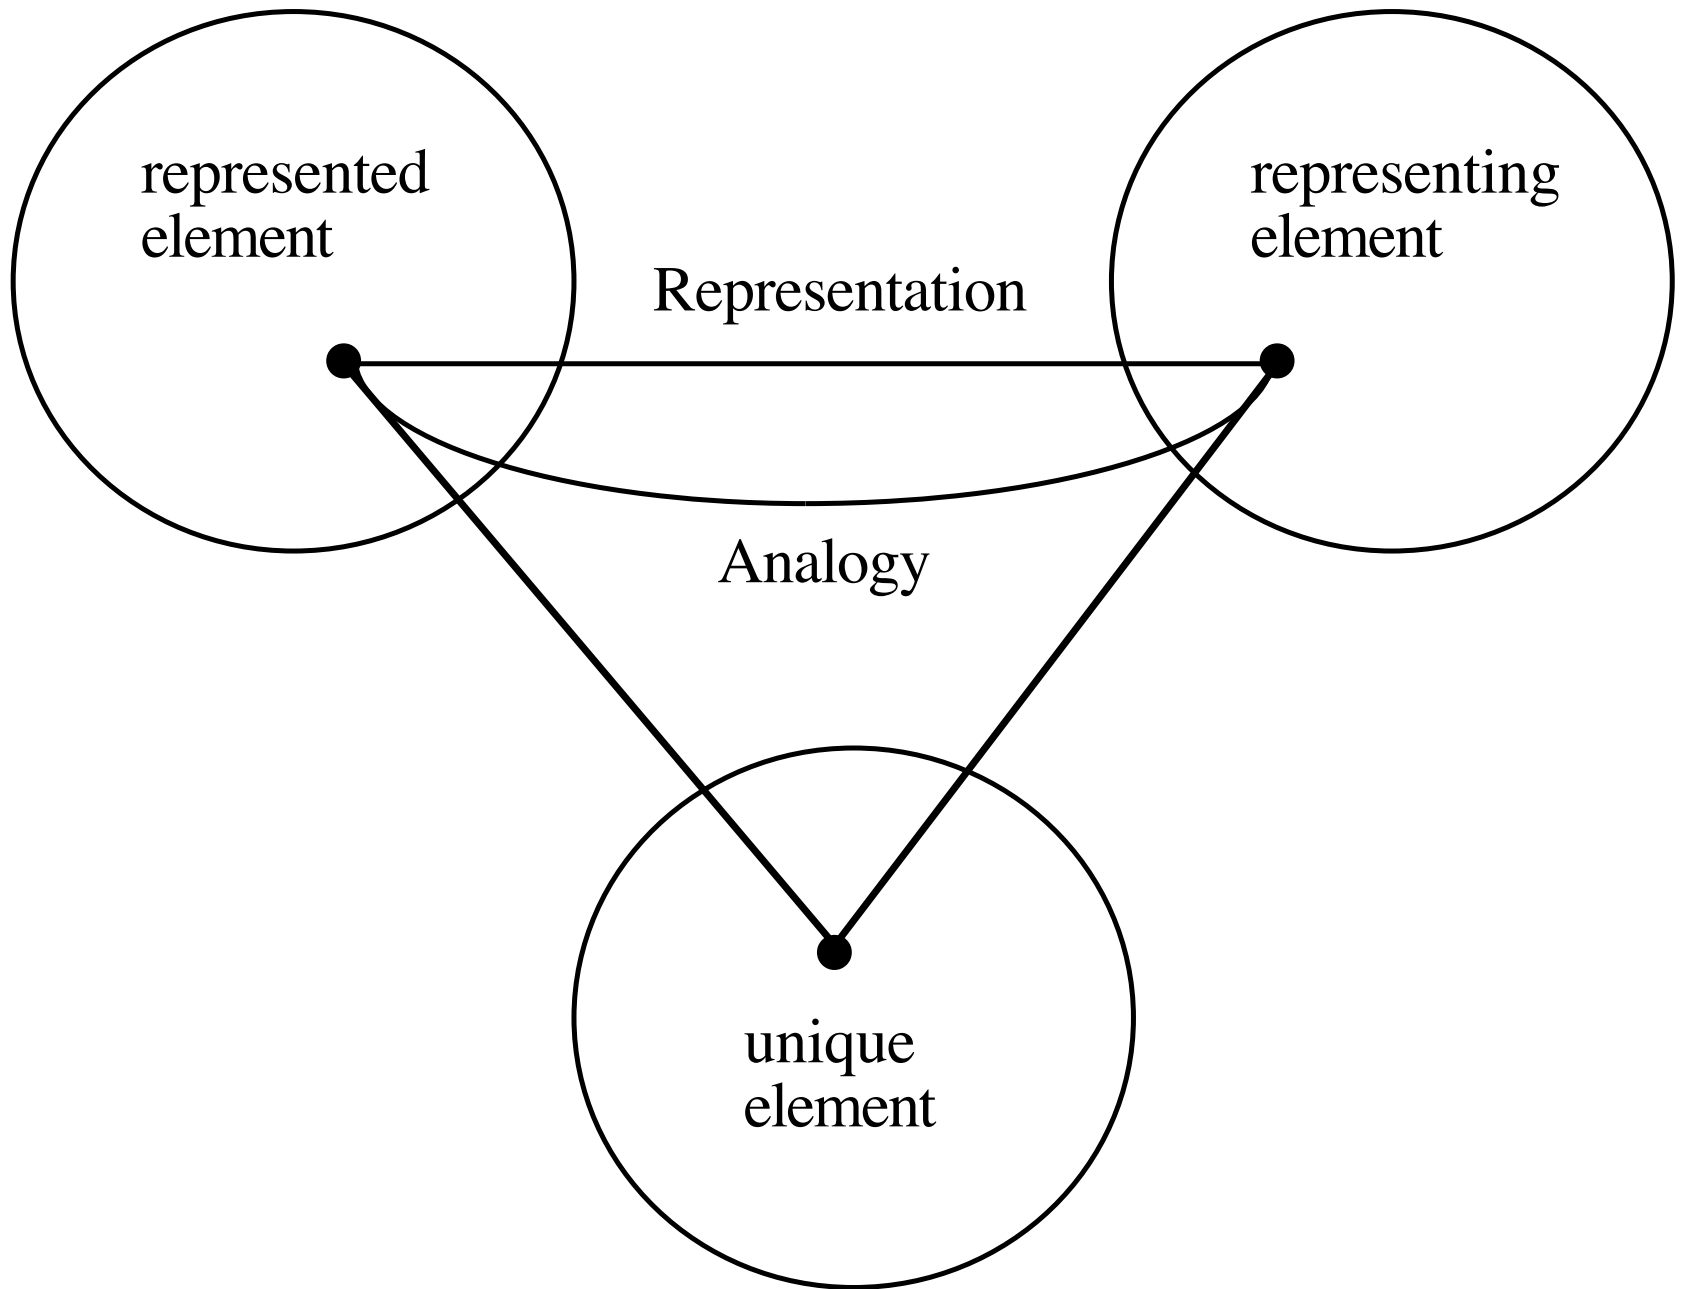 represented
element
representing
element
Representation
Analogy
unique
element